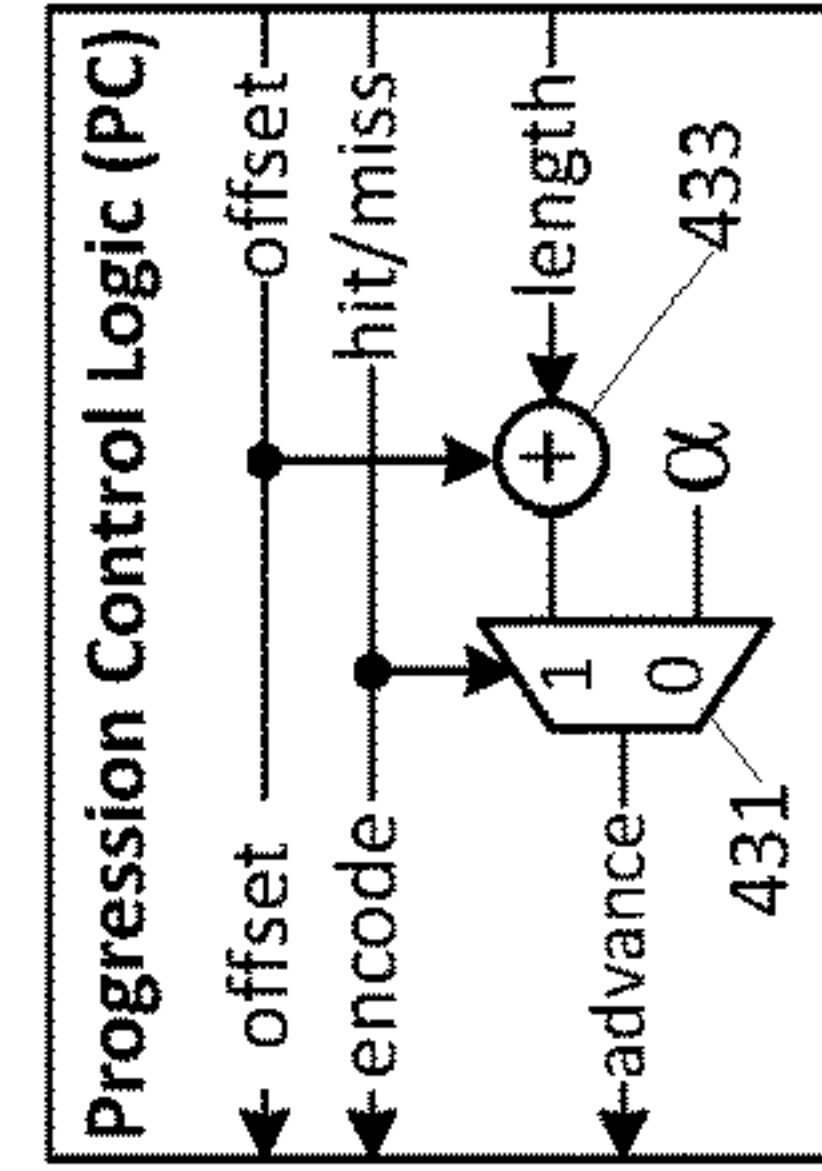 Progression Control Logic (PC)
offset offset
encode hit/miss
advance 1 + length
0 α
431 433